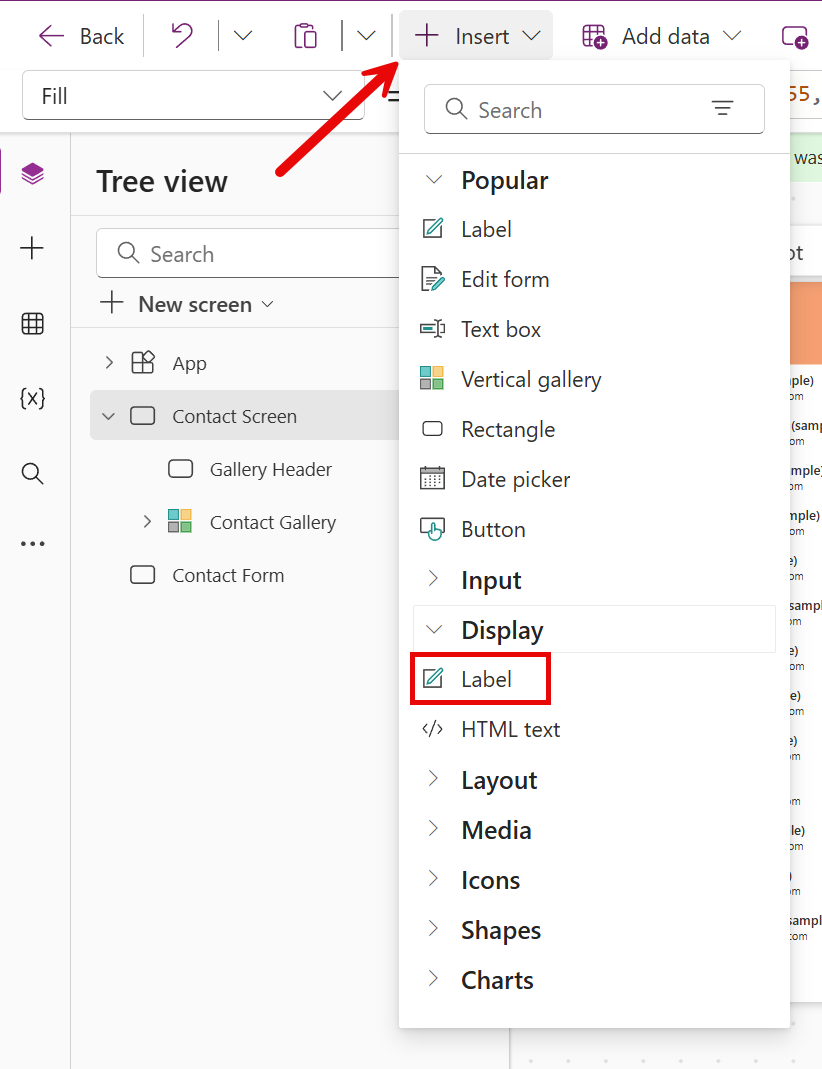 Back
Insert
Add data
Fill
=
55,
Search
was
Tree view
Popular
Search
Label
Edit form
New screen
Text box
App
Vertical gallery
Contact Screen
Rectangle
Gallery Header
Date picker
Contact Gallery
Button
Contact Form
Input
Display
Label
HTML text
Layout
Media
Icons
Shapes
Charts